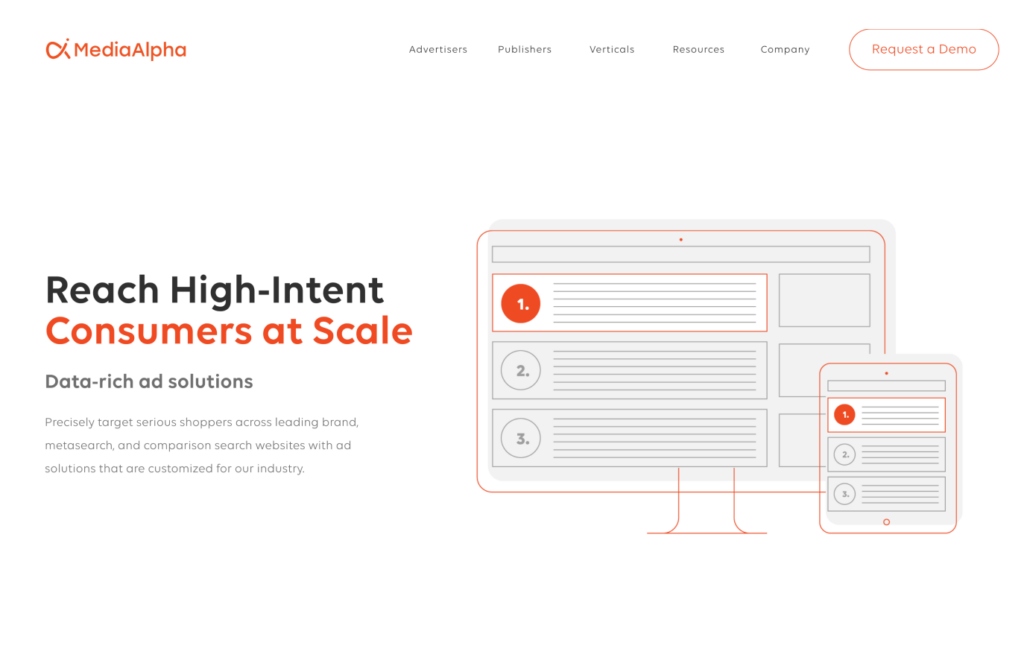 MediaAlpha
Advertisers Publishers Verticals Resources Company Request a Demo
Reach High-Intent
Consumers at Scale
Data-rich ad solutions
Precisely target serious shoppers across leading brand,
metasearch, and comparison search websites with ad
solutions that are customized for our industry.
1.
2.
3.
1.
2.
3.